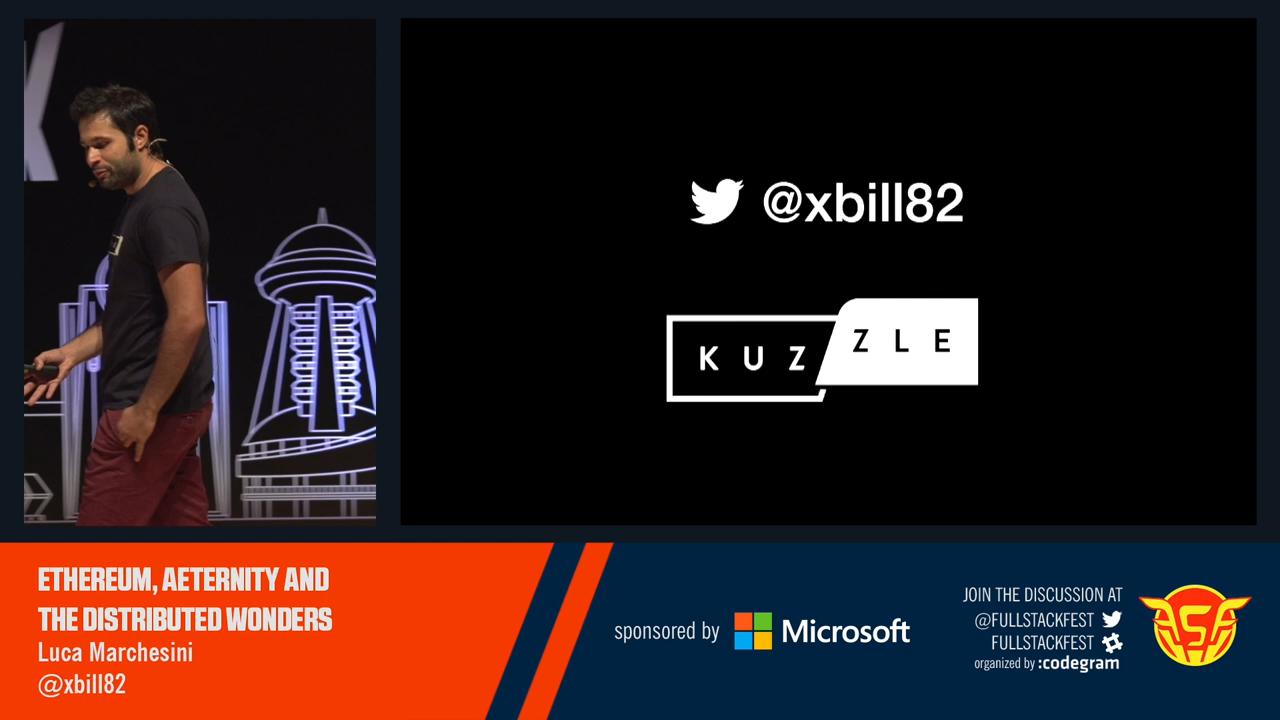 @xbill82
KUZZLE
ETHEREUM, AETERNITY AND
THE DISTRIBUTED WONDERS
Luca Marchesini
@xbill82
sponsored by Microsoft
JOIN THE DISCUSSION AT
@FULLSTACKFEST
FULLSTACKFEST
organized by :codegram
FSF